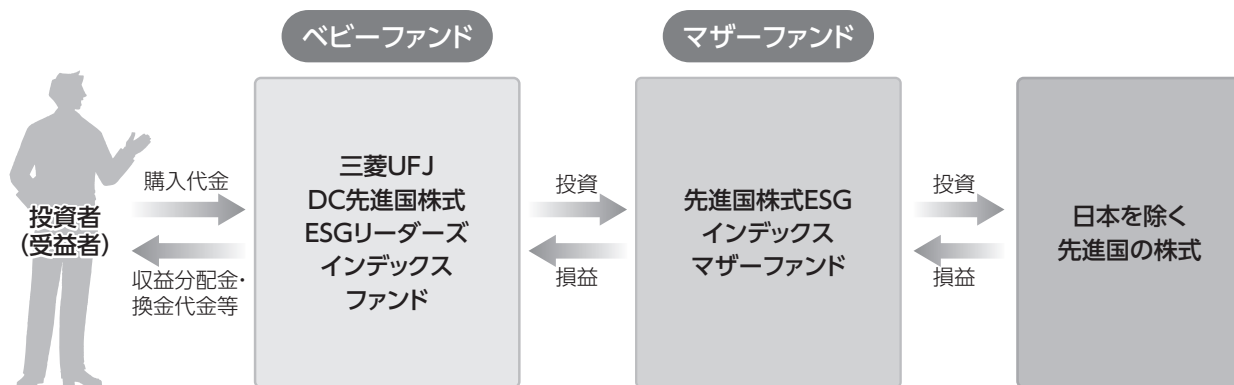 ベビーファンド
マザーファンド
投資者
(受益者)
購入代金
収益分配金・
換金代金等
三菱UFJ
DC先進国株式
ESGリーダーズ
インデックス
ファンド
投資
損益
先進国株式ESG
インデックス
マザーファンド
投資
損益
日本を除く
先進国の株式